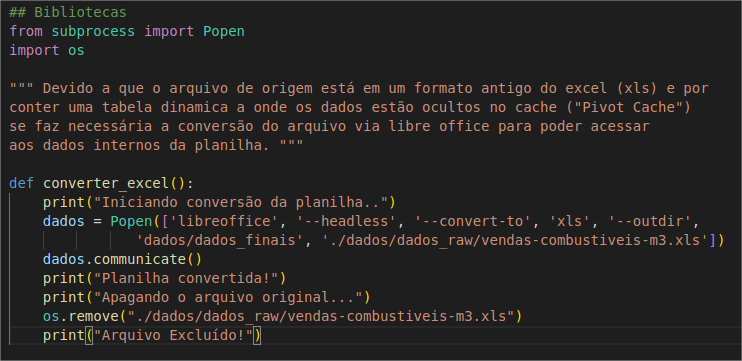 ## Bibliotecas
from subprocess import Popen
import os
""" Devido a que o arquivo de origem está em um formato antigo do excel (xls) e por
conter uma tabela dinamica a onde os dados estão ocultos no cache ("Pivot Cache")
se faz necessária a conversão do arquivo via libre office para poder acessar
aos dados internos da planilha. """
def converter_excel():
print("Iniciando conversão da planilha..")
dados = Popen(['libreoffice', '--headless', '--convert-to', 'xls', '--outdir',
'dados/dados_finais', './dados/dados_raw/vendas-combustiveis-m3.xls'])
dados.communicate()
print("Planilha convertida!")
print("Apagando o arquivo original...")
os.remove("./dados/dados_raw/vendas-combustiveis-m3.xls")
print("Arquivo Excluído!")